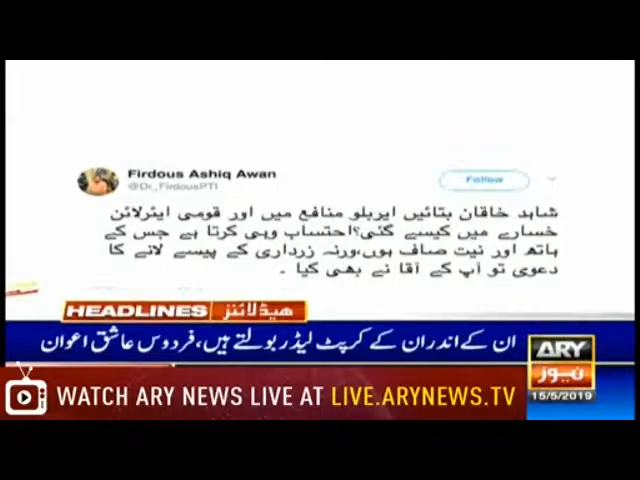 Firdous Ashiq Awan
@Dr_FirdousPTI
Follow
شاہد خاقان بتائیں ایربلو منافع میں اور قومی ایئرلائن
خسارے میں کیسے گئی؟احتساب وہی کرتا ہے جس کے
ہاتھ اور نیت صاف ہوں،ورنہ زرداری کے پیسے لانے کا
دعوی تو آپ کے آقا نے بھی کیا ۔
HEADLINES ہیڈلائنز
ان کے اندران کے کرپٹ لیڈر بولتے ہیں، فردوس عاشق اعوان
ARY
نیوز
15/5/2019
WATCH ARY NEWS LIVE AT LIVE.ARYNEWS.TV